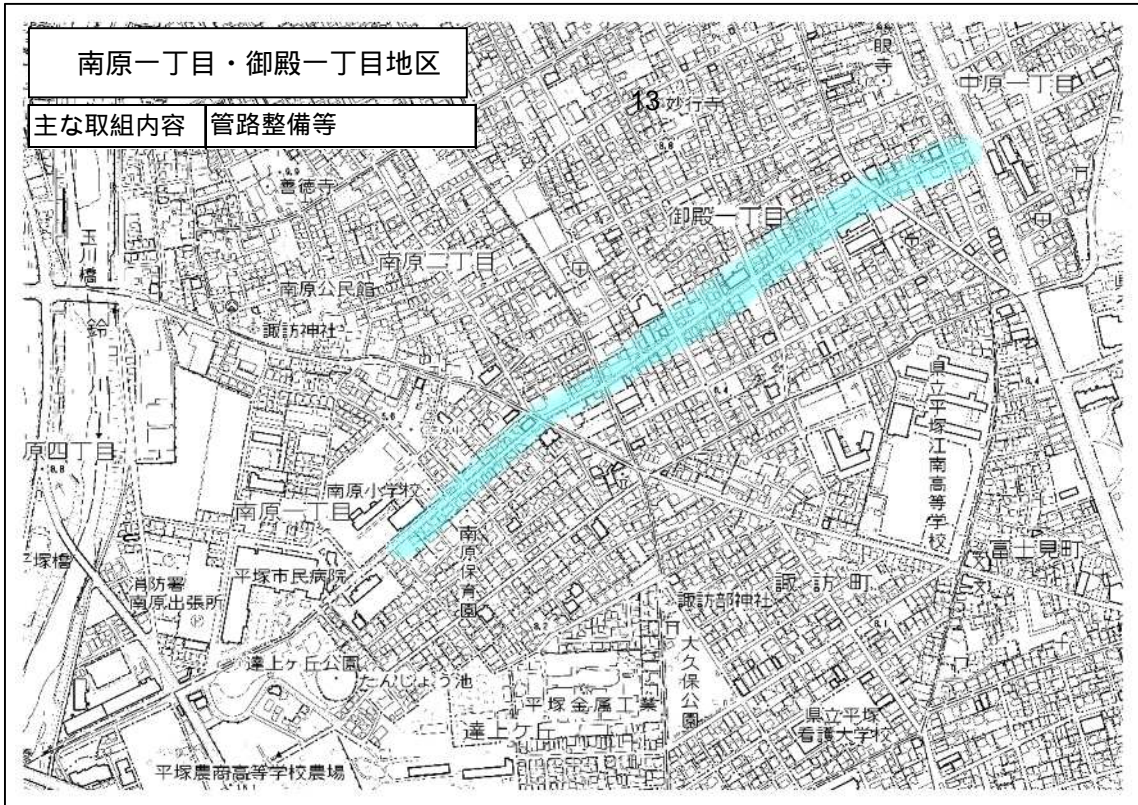 南原一丁目・御殿一丁目地区
主な取組内容 管路整備等
13
妙行寺
中原一丁目
善徳寺
御殿一丁目
玉川橋
南原二丁目
南原公民館
鈴
川
諏訪神社
原四丁目
県立平塚江南高等学校
南原小学校
南原一丁目
南原保育園
富士見町
平塚市民病院
消防署
南原出張所
諏訪部神社
諏訪町
大久保公園
達上ヶ丘公園
たんじょう池
平塚金属工業
達上ヶ丘
県立平塚
看護大学校
平塚農商高等学校農場